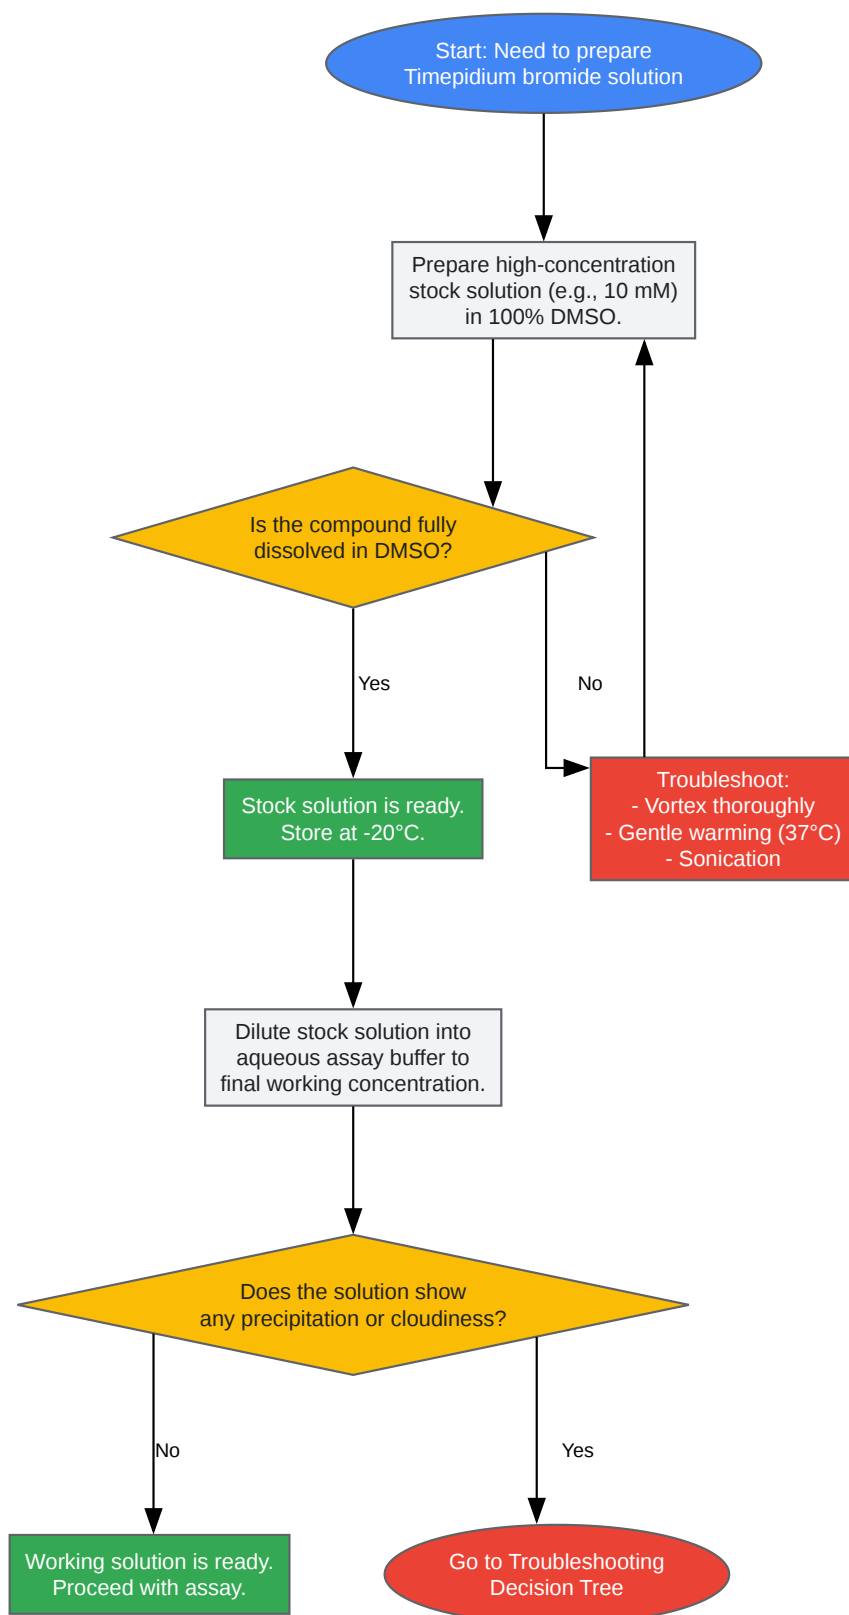 Start: Need to prepare
Timepidium bromide solution
Prepare high-concentration
stock solution (e.g., 10 mM)
in 100% DMSO.
Is the compound fully
dissolved in DMSO?
Yes
No
Stock solution is ready.
Store at -20°C.
Troubleshoot:
- Vortex thoroughly
- Gentle warming (37°C)
- Sonication
Dilute stock solution into
aqueous assay buffer to
final working concentration.
Does the solution show
any precipitation or cloudiness?
No
Yes
Working solution is ready.
Proceed with assay.
Go to Troubleshooting
Decision Tree